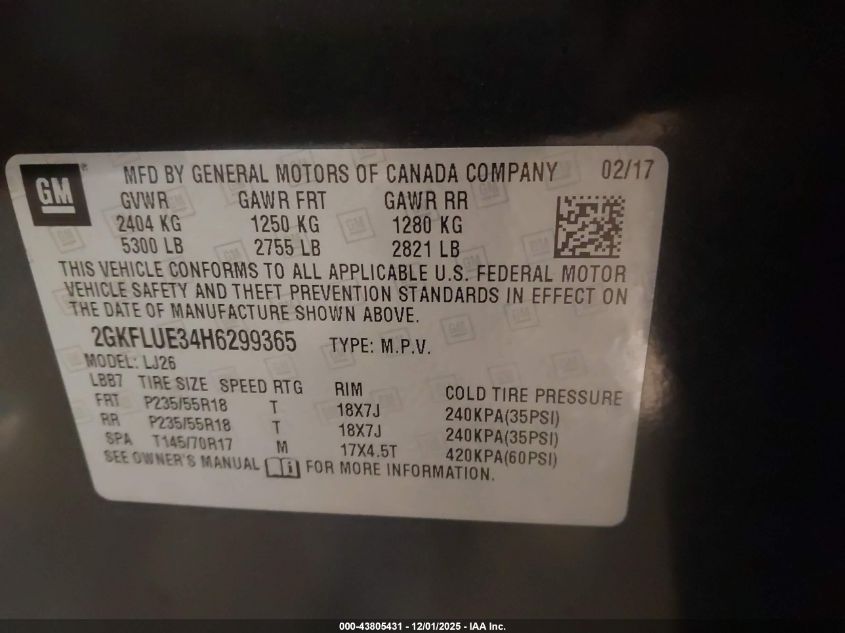 GM
MFD BY GENERAL MOTORS OF CANADA COMPANY 02/17
GVWR GAWR FRT GAWR RR
2404 KG 1250 KG 1280 KG
5300 LB 2755 LB 2821 LB
THIS VEHICLE CONFORMS TO ALL APPLICABLE U.S. FEDERAL MOTOR
VEHICLE SAFETY AND THEFT PREVENTION STANDARDS IN EFFECT ON
THE DATE OF MANUFACTURE SHOWN ABOVE.
2GKFLUE34H6299365 TYPE: M.P.V.
MODEL: LJ26
LBB7 TIRE SIZE SPEED RTG RIM COLD TIRE PRESSURE
FRT P235/55R18 T 18X7J 240KPA(35PSI)
RR P235/55R18 T 18X7J 240KPA(35PSI)
SPA T145/70R17 M 17X4.5T 420KPA(60PSI)
SEE OWNER'S MANUAL FOR MORE INFORMATION.
000-43805431 - 12/01/2025 - IAA Inc.